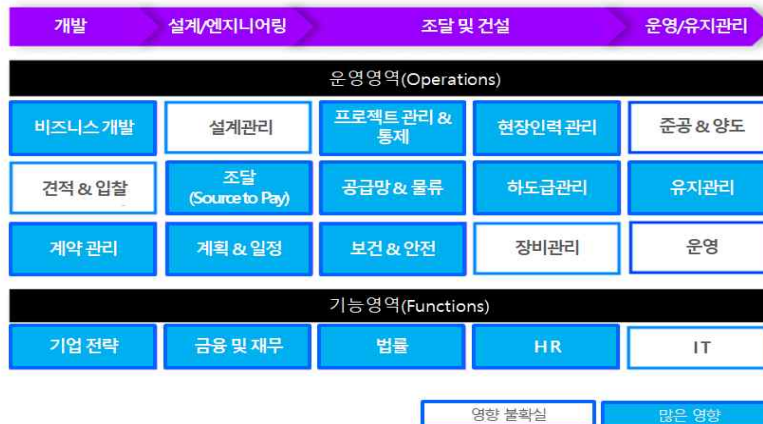 개발 설계/엔지니어링 조달 및 건설 운영/유지관리
운영영역(Operations)
비즈니스 개발 설계관리 프로젝트 관리 & 통제 현장인력 관리 준공 & 양도
견적 & 입찰 조달 (Source to Pay) 공급망 & 물류 하도급관리 유지관리
계약 관리 계획 & 일정 보건 & 안전 장비관리 운영
기능영역(Functions)
기업 전략 금융 및 재무 법률 HR IT
영향 불확실 많은 영향